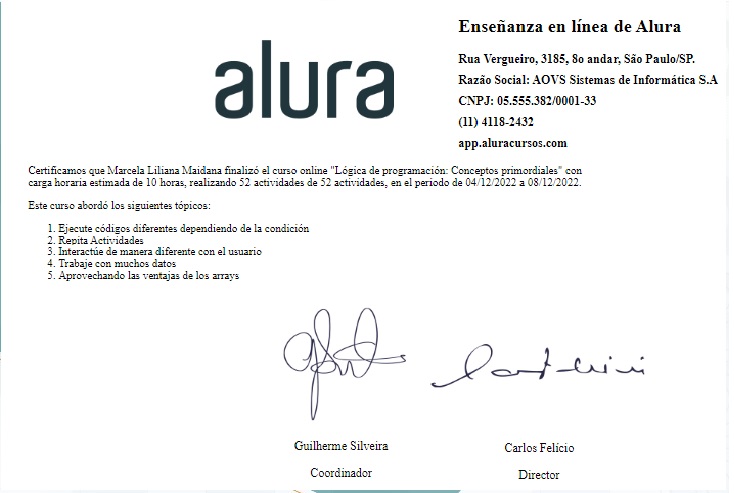 alura
Enseñanza en línea de Alura
Rua Vergueiro, 3185, 8o andar, São Paulo/SP.
Razão Social: AOVS Sistemas de Informática S.A
CNPJ: 05.555.382/0001-33
(11) 4118-2432
app.aluracursos.com
Certificamos que Marcela Liliana Maidana finalizó el curso online "Lógica de programación: Conceptos primordiales" con
carga horaria estimada de 10 horas, realizando 52 actividades de 52 actividades, en el periodo de 04/12/2022 a 08/12/2022.
Este curso abordó los siguientes tópicos:
1. Ejecute códigos diferentes dependiendo de la condición
2. Repita Actividades
3. Interactúe de manera diferente con el usuario
4. Trabaje con muchos datos
5. Aprovechando las ventajas de los arrays
Guilherme Silveira
Carlos Felício
Coordinador
Director